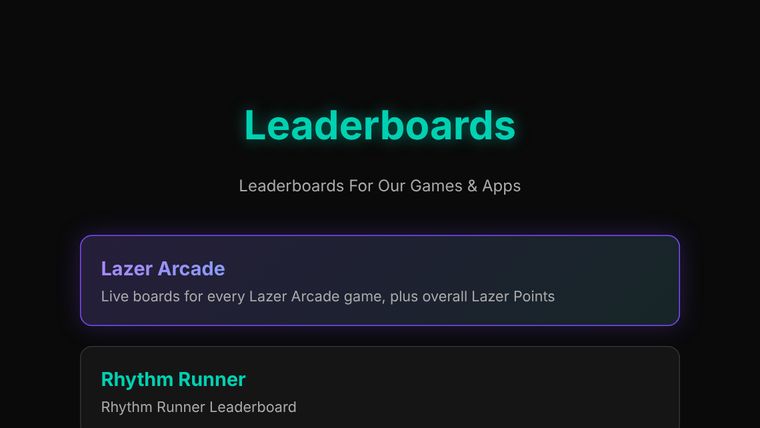 Leaderboards
Leaderboards For Our Games & Apps
Lazer Arcade
Live boards for every Lazer Arcade game, plus overall Lazer Points
Rhythm Runner
Rhythm Runner Leaderboard